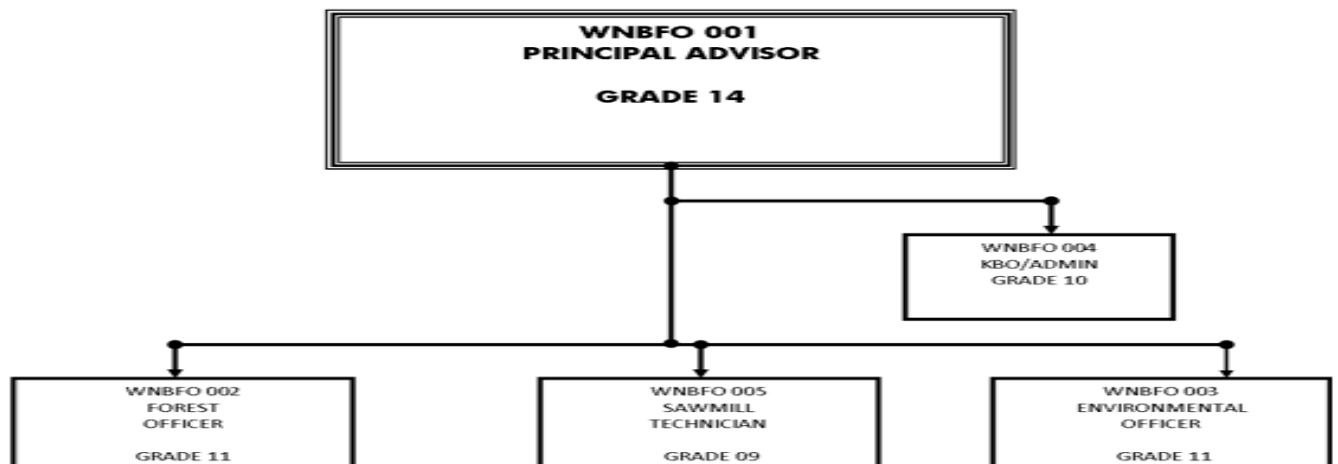 WNBFO 001
PRINCIPAL ADVISOR
GRADE 14
WNBFO 004
KBO/ADMIN
GRADE 10
WNBFO 002
FOREST
OFFICER
GRADE 11
WNBFO 005
SAWMILL
TECHNICIAN
GRADE 09
WNBFO 003
ENVIRONMENTAL
OFFICER
GRADE 11